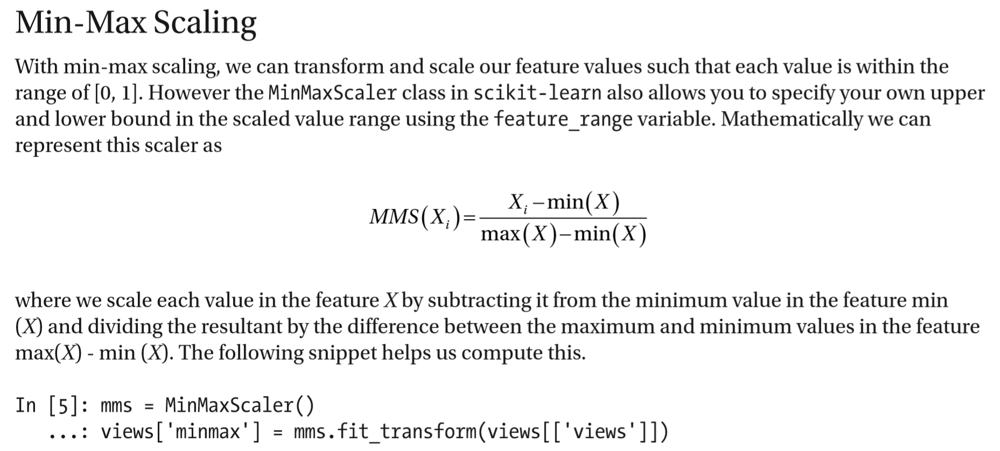 Min-Max Scaling
With min-max scaling, we can transform and scale our feature values such that each value is within the
range of [0, 1]. However the MinMaxScaler class in scikit-learn also allows you to specify your own upper
and lower bound in the scaled value range using the feature_range variable. Mathematically we can
represent this scaler as
MMS(X_i) = \frac{X_i - min(X)}{max(X) - min(X)}
where we scale each value in the feature X by subtracting it from the minimum value in the feature min
(X) and dividing the resultant by the difference between the maximum and minimum values in the feature
max(X) - min (X). The following snippet helps us compute this.
In [5]: mms = MinMaxScaler()
   ...: views['minmax'] = mms.fit_transform(views[['views']])